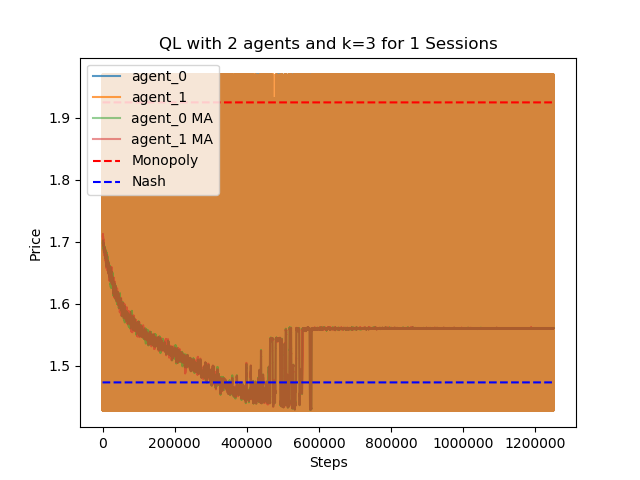 QL with 2 agents and k=3 for 1 Sessions
agent_0
agent_1
agent_0 MA
agent_1 MA
Monopoly
Nash
Price
1.9
1.8
1.7
1.6
1.5
0
200000
400000
600000
800000
1000000
1200000
Steps